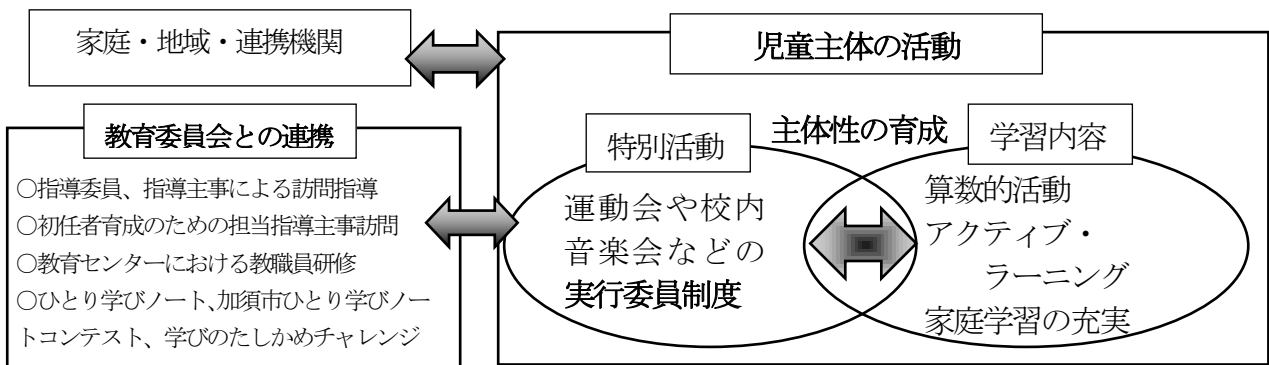 家庭・地域・連携機関
教育委員会との連携
○指導委員、指導主事による訪問指導
○初任者育成のための担当指導主事訪問
○教育センターにおける教職員研修
○ひとり学びノート、加須市ひとり学びノー
トコンテスト、学びのたしかめチャレンジ
児童主体の活動
主体性の育成
特別活動
運動会や校内
音楽会などの
実行委員制度
学習内容
算数的活動
アクティブ・
ラーニング
家庭学習の充実